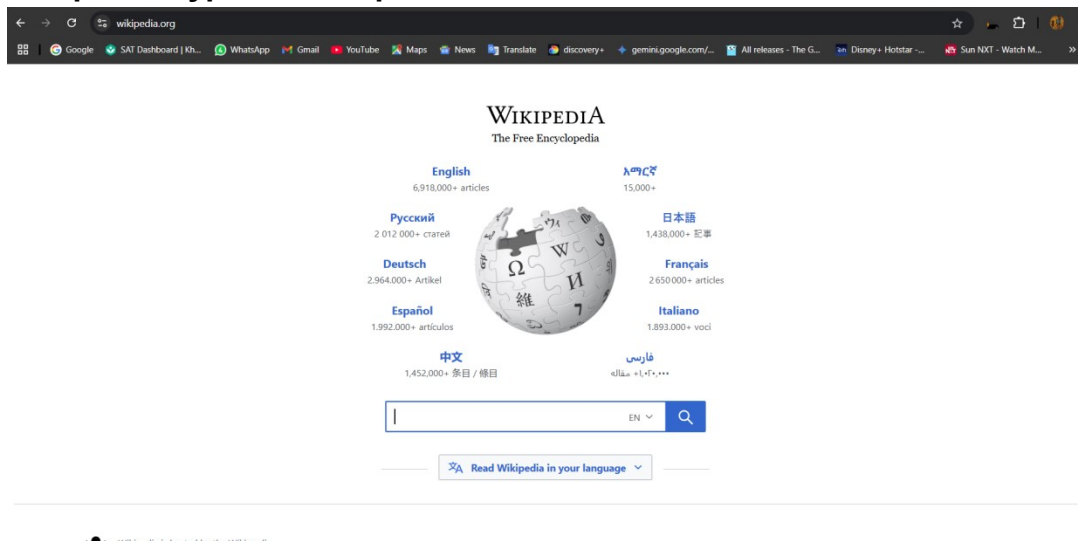 wikipedia.org
Google SAT Dashboard | Kh... WhatsApp Gmail YouTube Maps News Translate discovery+ gemini.google.com/... All releases - The G... Disney+ Hotstar -... Sun NXT - Watch M... »
WIKIPEDIA
The Free Encyclopedia
English አማርኛ
6,918,000+ articles 15,000+
Русский 日本語
2 012 000+ статей 1,438,000+ 記事
Deutsch Français
2.964.000+ Artikel 2 650 000+ articles
Español Italiano
1.992.000+ artículos 1.893.000+ voci
中文 فارسی
1,452,000+ 条目 / 條目 ۱٬۰۲۰٬۰۰۰+ مقاله
EN
Read Wikipedia in your language